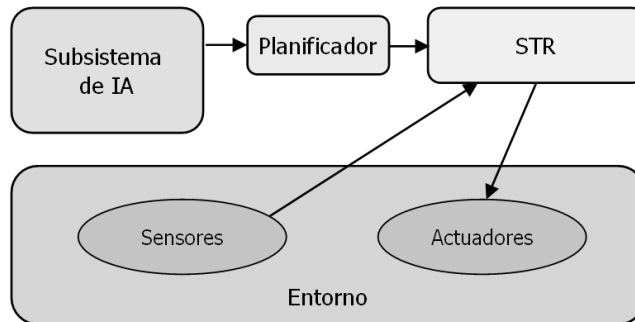 Subsistema
de IA
Planificador
STR
Sensores
Actuadores
Entorno